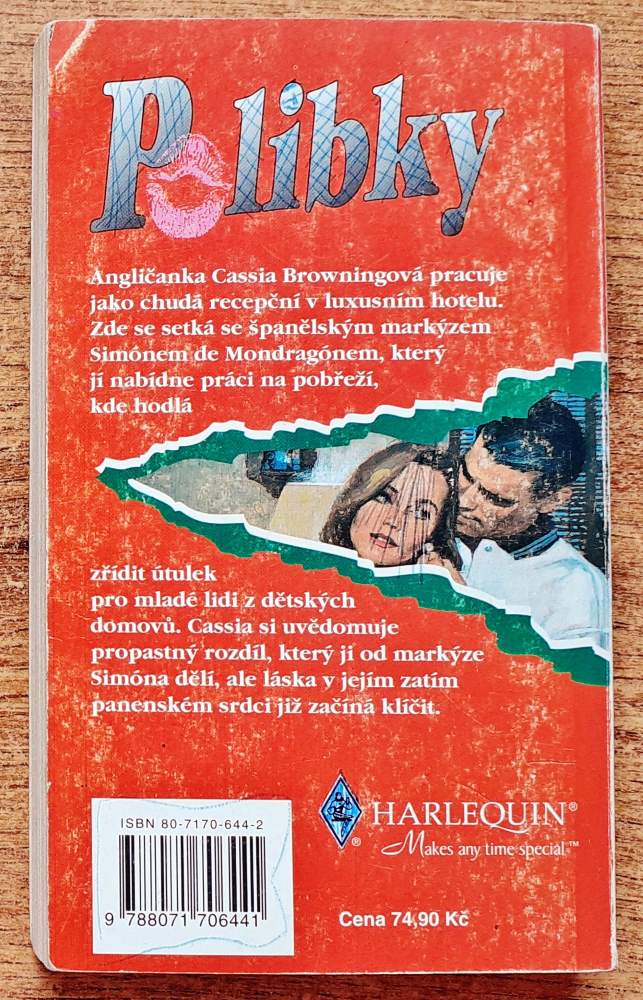 Polibky
Angličanka Cassia Browningová pracuje
jako chudá recepční v luxusním hotelu.
Zde se setká se španělským markýzem
Simónem de Mondragónem, který
jí nabídne práci na pobřeží,
kde hodlá
zřídit útulek
pro mladé lidi z dětských
domovů. Cassia si uvědomuje
propastný rozdíl, který jí od markýze
Simóna dělí, ale láska v jejím zatím
panenském srdci již začíná klíčit.
HARLEQUIN®
®
Makes any time special™
ISBN 80-7170-644-2
9 788071 706441
Cena 74,90 Kč